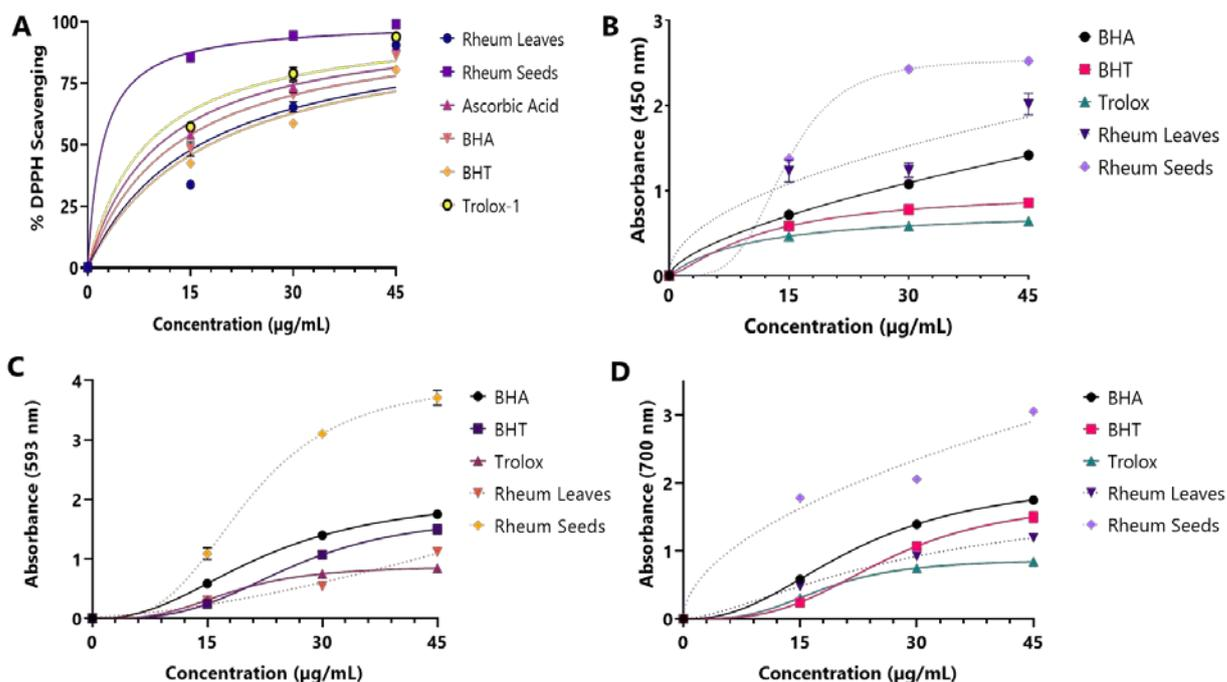 A
% DPPH Scavenging
100
75
50
25
0
0 15 30 45
Concentration (µg/mL)
Rheum Leaves
Rheum Seeds
Ascorbic Acid
BHA
BHT
Trolox-1
B
Absorbance (450 nm)
3
2
1
0
0 15 30 45
Concentration (µg/mL)
BHA
BHT
Trolox
Rheum Leaves
Rheum Seeds
C
Absorbance (593 nm)
4
3
2
1
0
0 15 30 45
Concentration (µg/mL)
BHA
BHT
Trolox
Rheum Leaves
Rheum Seeds
D
Absorbance (700 nm)
3
2
1
0
0 15 30 45
Concentration (µg/mL)
BHA
BHT
Trolox
Rheum Leaves
Rheum Seeds